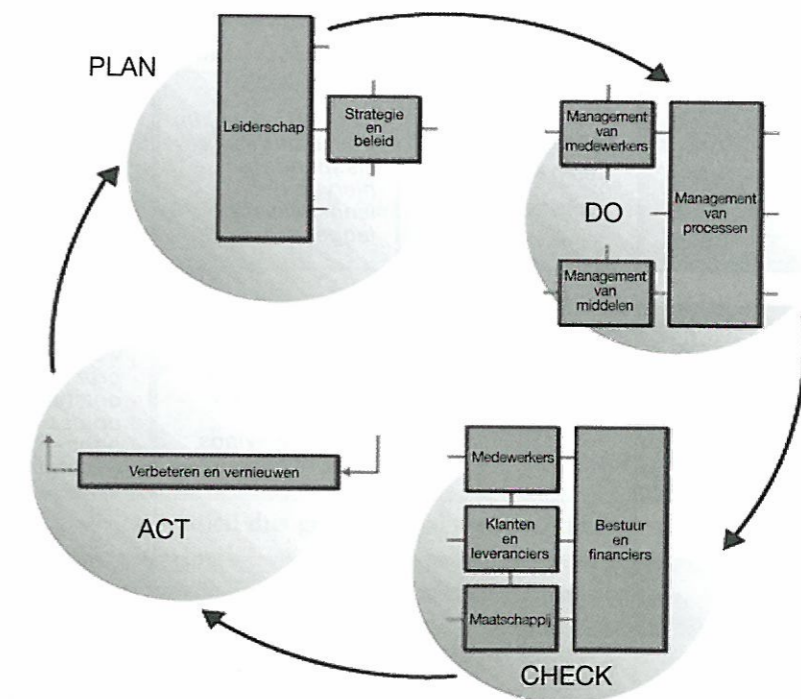 PLAN
Leiderschap
Strategie
en
beleid
Management
van
medewerkers
DO
Management
van
processen
Management
van
middelen
Medewerkers
Klanten
en
leveranciers
Maatschappij
Bestuur
en
financiers
CHECK
Verbeteren en vernieuwen
ACT